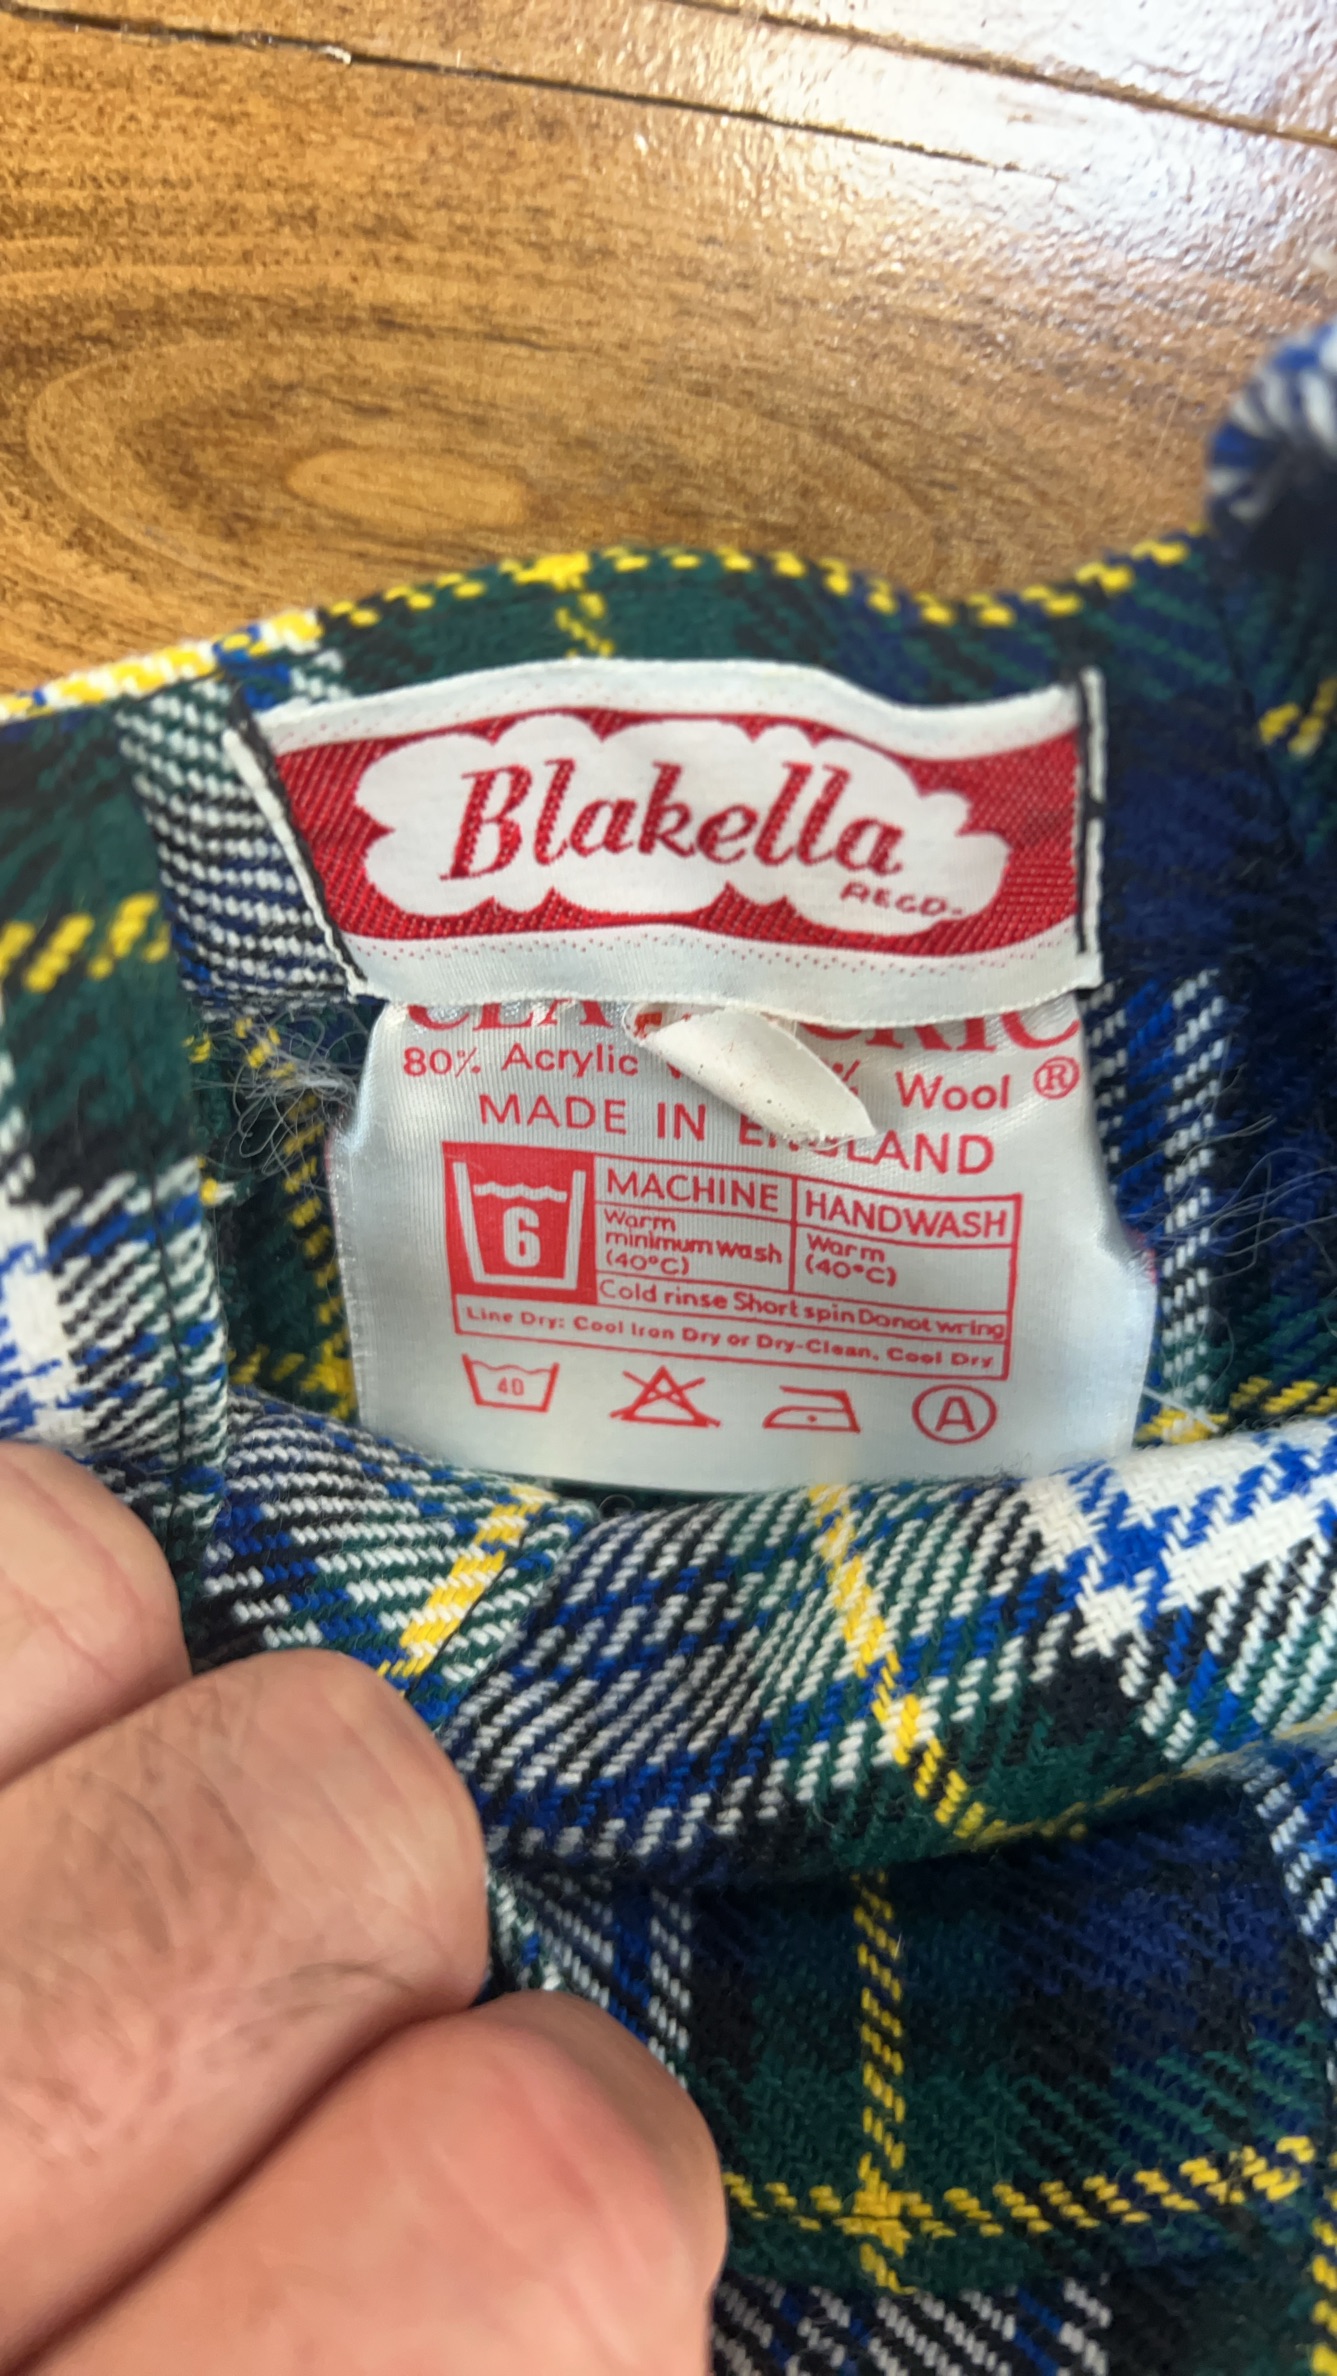 Blakella
REGD.
80% Acrylic % Wool ®
MADE IN ENGLAND
6
MACHINE HANDWASH
Warm minimum wash (40°C)
Warm (40°C)
Cold rinse Short spin Do not wring
Line Dry: Cool Iron Dry or Dry-Clean, Cool Dry
40
A